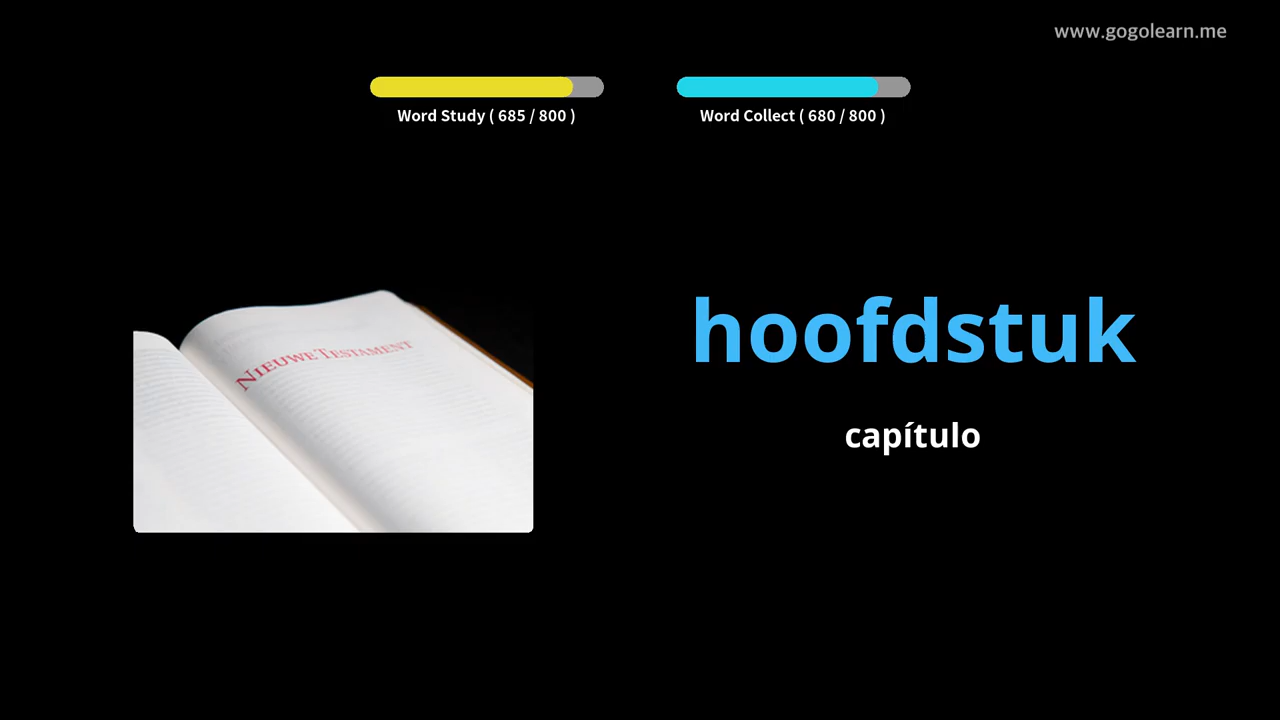 www.gogolearn.me
Word Study ( 685 / 800 )
Word Collect ( 680 / 800 )
NIEUWE TESTAMENT
hoofdstuk
capítulo